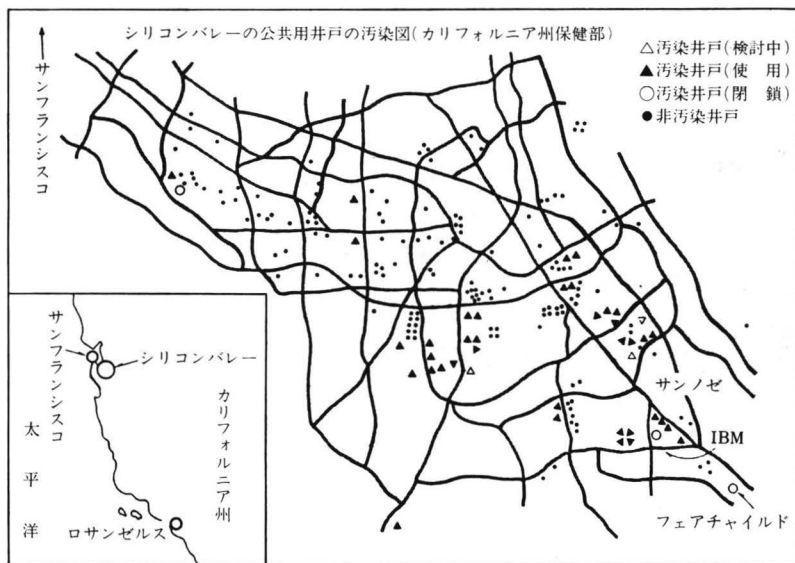 シリコンバレーの公共用井戸の汚染図(カリフォルニア州保健部)
サンフランシスコ
△汚染井戸(検討中)
▲汚染井戸(使 用)
○汚染井戸(閉 鎖)
●非汚染井戸
サンノゼ
IBM
フェアチャイルド
サンフランシスコ
シリコンバレー
カリフォルニア州
太平洋
ロサンゼルス